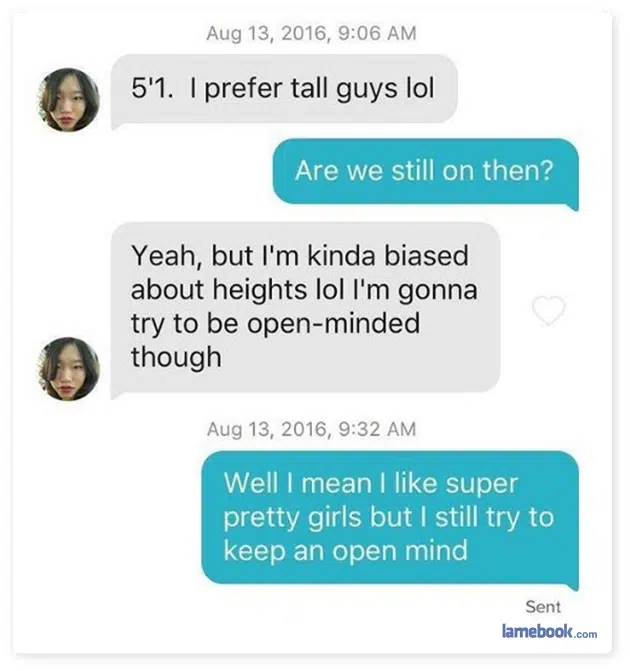 Aug 13, 2016, 9:06 AM
5'1.  I prefer tall guys lol
Are we still on then?
Yeah, but I'm kinda biased
about heights lol I'm gonna
try to be open-minded
though
Aug 13, 2016, 9:32 AM
Well I mean I like super
pretty girls but I still try to
keep an open mind
Sent
lamebook.com